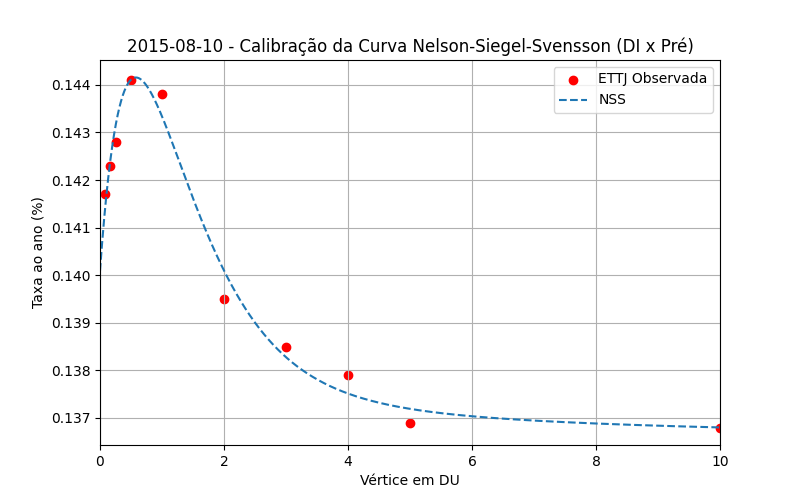 2015-08-10 - Calibração da Curva Nelson-Siegel-Svensson (DI x Pré)
ETTJ Observada
NSS
Taxa ao ano (%)
0.144
0.143
0.142
0.141
0.140
0.139
0.138
0.137
0 2 4 6 8 10
Vértice em DU